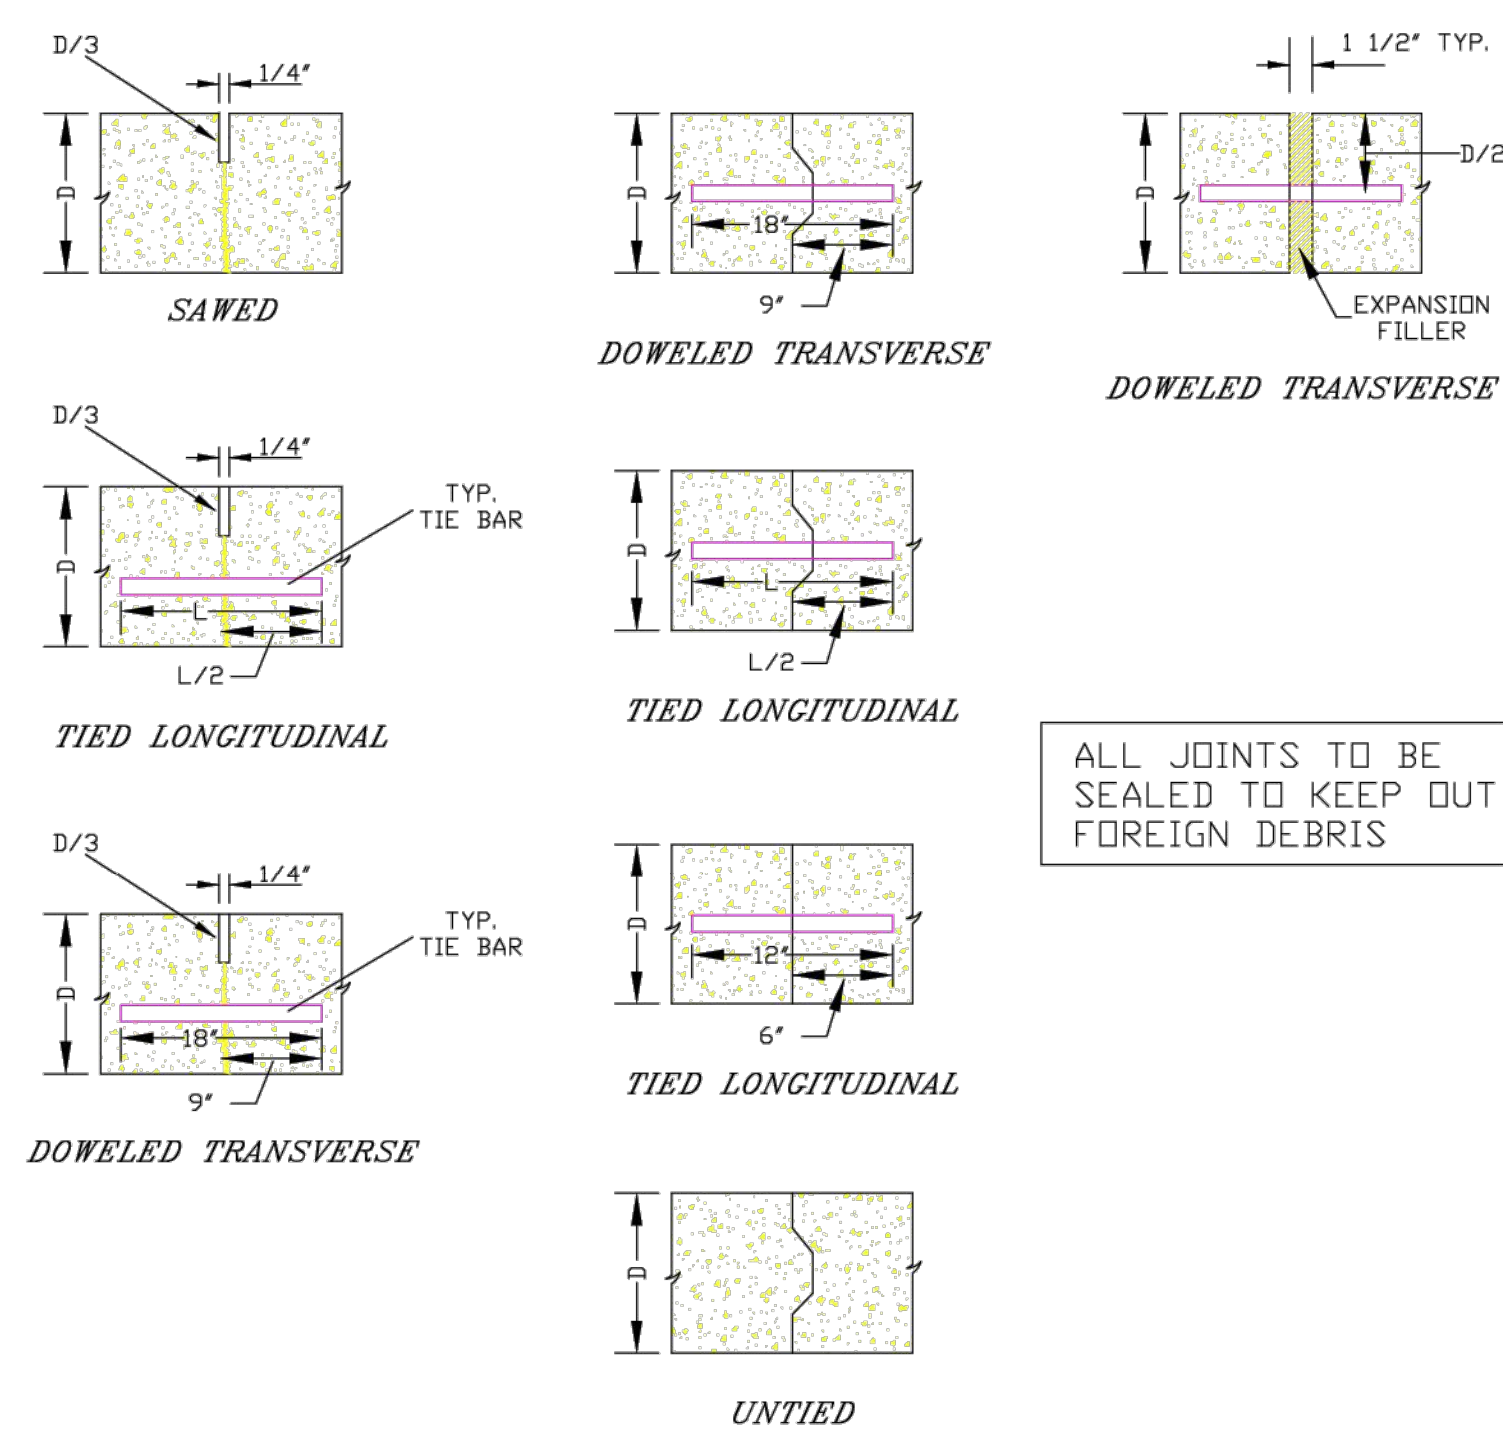 D/3
1/4"
D
SAWED
D
18"
9"
DOWELED TRANSVERSE
1 1/2" TYP.
D
D/2
EXPANSION
FILLER
DOWELED TRANSVERSE
D/3
1/4"
TYP.
TIE BAR
D
L
L/2
TIED LONGITUDINAL
D
L
L/2
TIED LONGITUDINAL
ALL JOINTS TO BE
SEALED TO KEEP OUT
FOREIGN DEBRIS
D/3
1/4"
TYP.
TIE BAR
D
18"
9"
DOWELED TRANSVERSE
D
12"
6"
TIED LONGITUDINAL
D
UNTIED